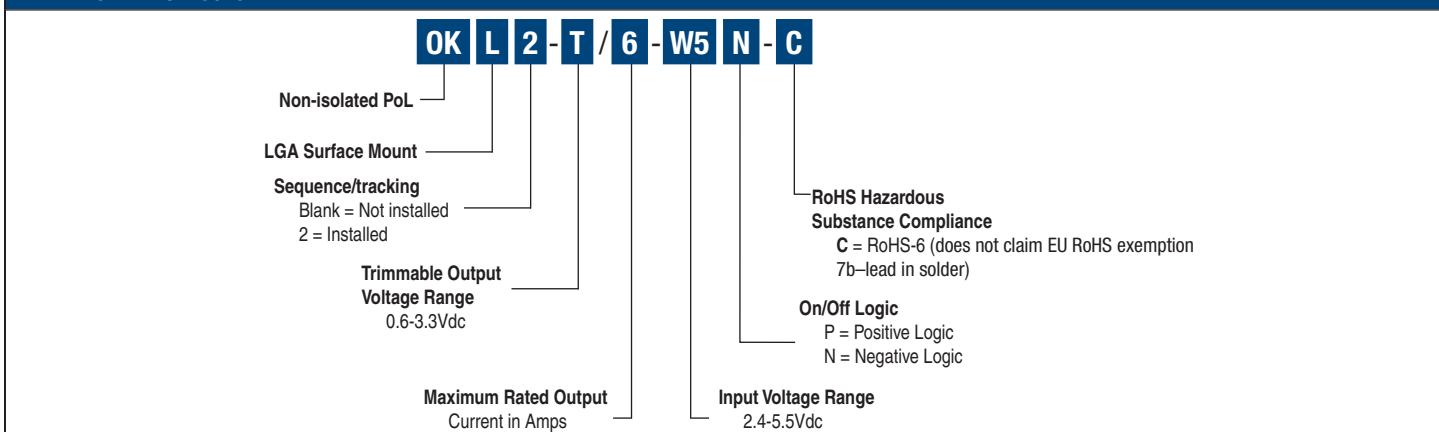 OK L 2 - T / 6 - W5 N - C
Non-isolated PoL
LGA Surface Mount
Sequence/tracking
Blank = Not installed
2 = Installed
Trimmable Output
Voltage Range
0.6-3.3Vdc
Maximum Rated Output
Current in Amps
RoHS Hazardous
Substance Compliance
C = RoHS-6 (does not claim EU RoHS exemption
7b–lead in solder)
On/Off Logic
P = Positive Logic
N = Negative Logic
Input Voltage Range
2.4-5.5Vdc